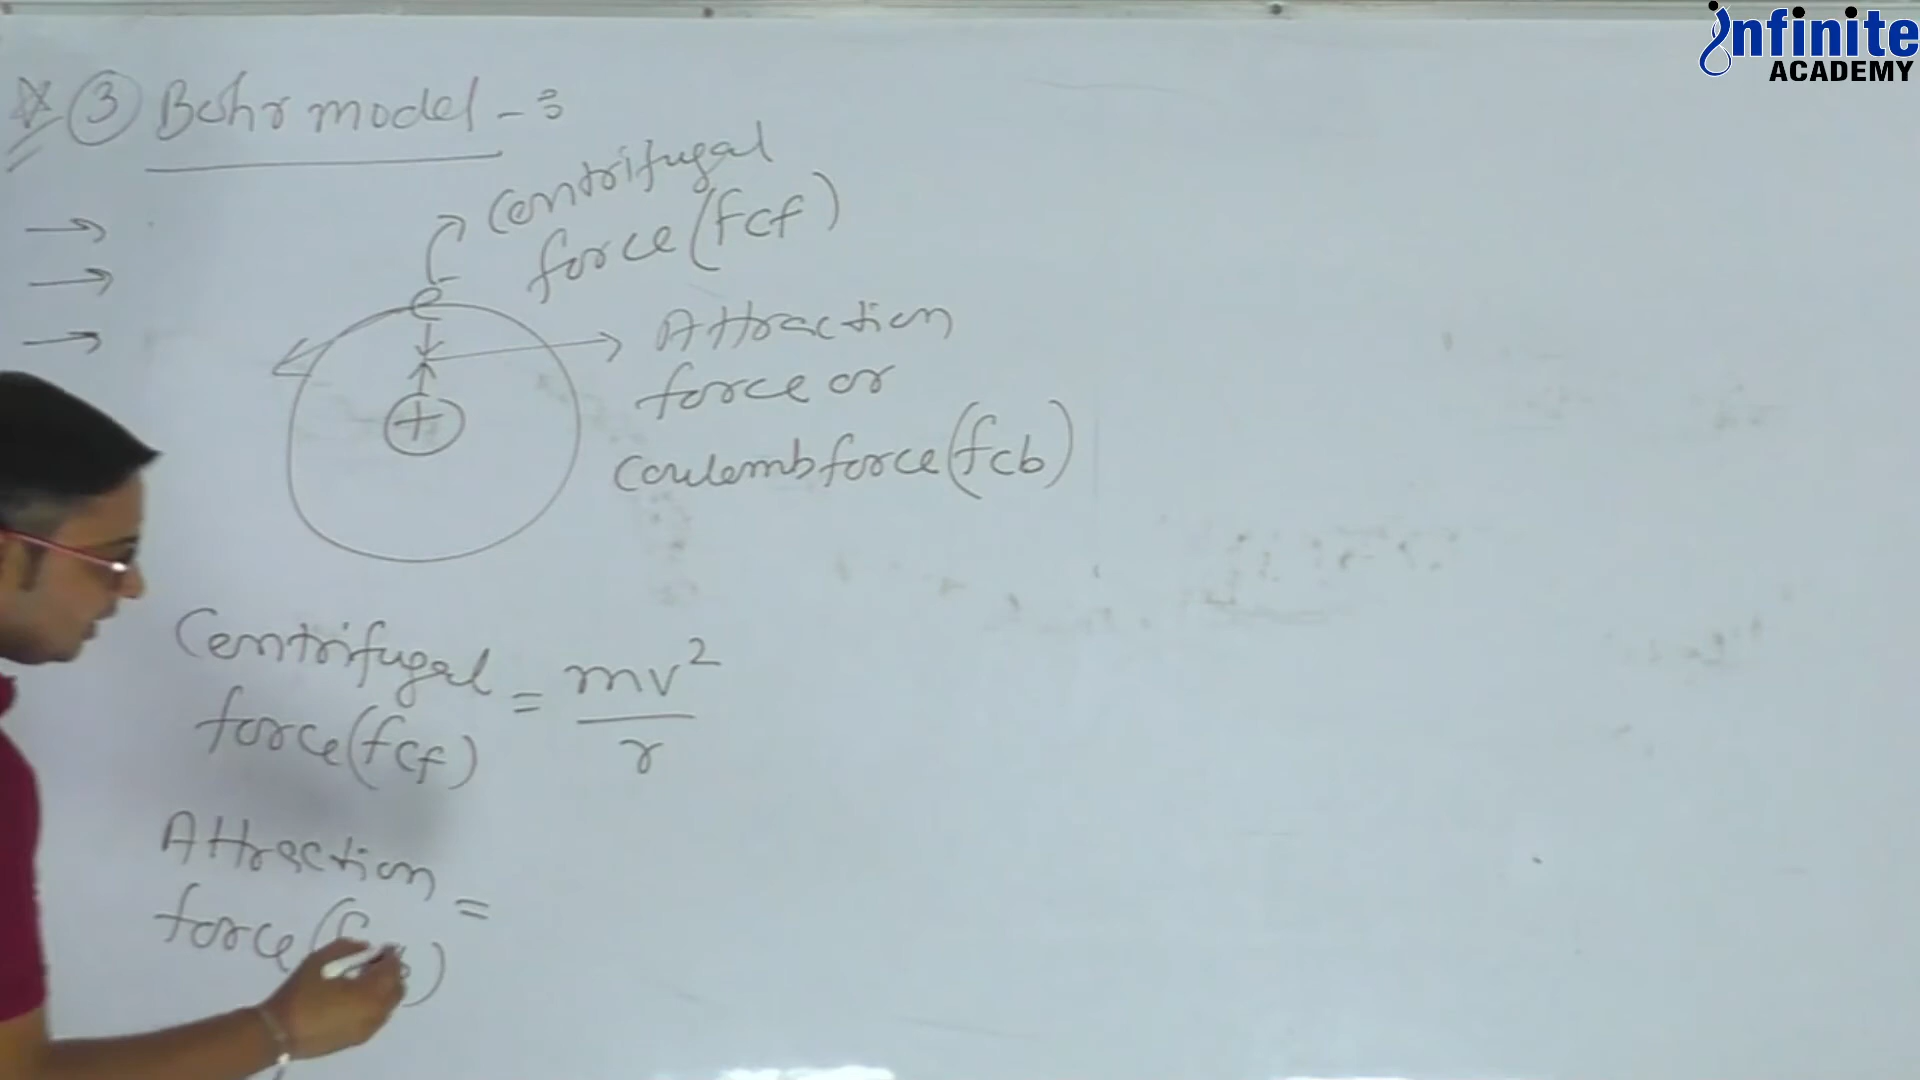 infinite
ACADEMY
③ Bohr model -:
Centrifugal
force (fcf)
e
Attraction
force or
Coulomb force (fcb)
+
Centrifugal
force (fcf) = mv²
r
Attraction
force ( ) =